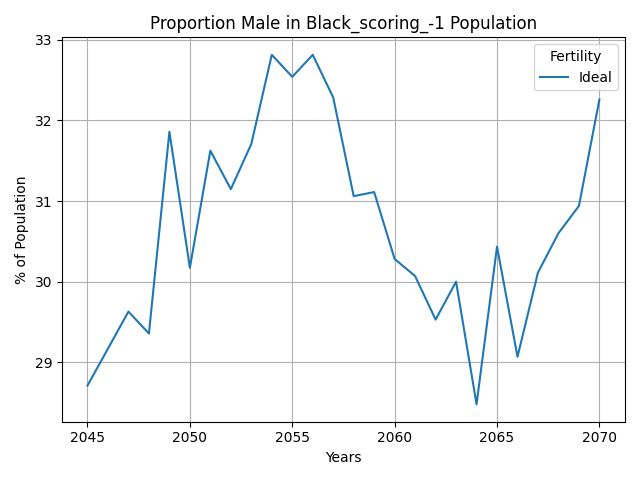 Proportion Male in Black_scoring_-1 Population
33
32
31
30
29
% of Population
Fertility
Ideal
2045 2050 2055 2060 2065 2070
Years